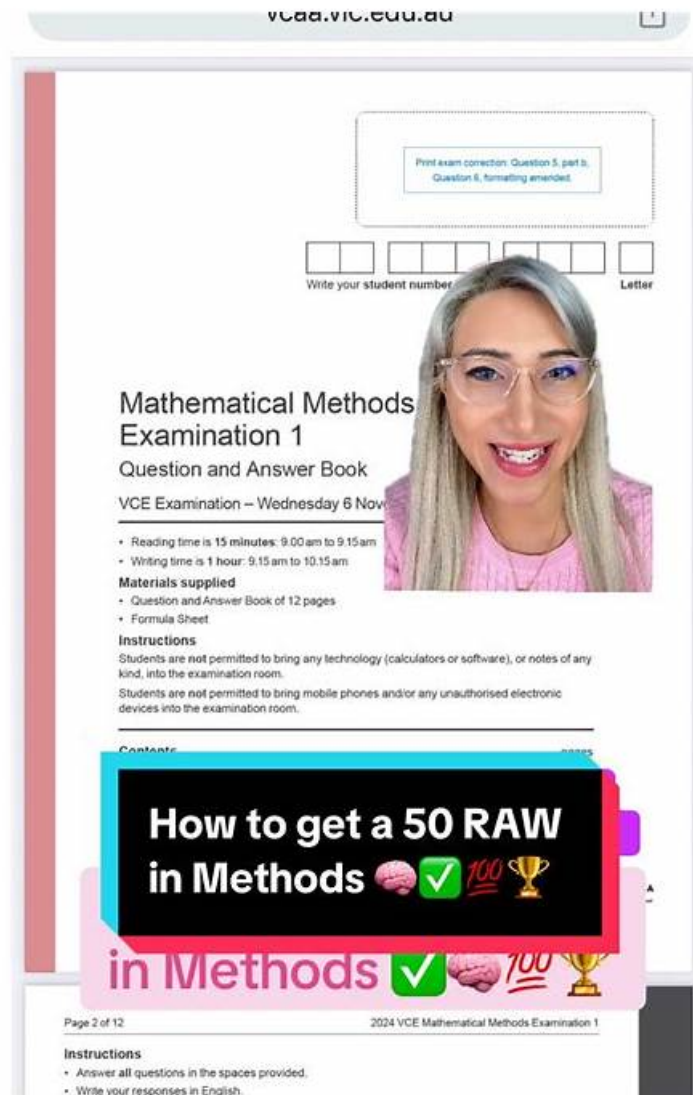 vcaa.vic.edu.au
Print exam correction: Question 5, part b,
Question 6, formatting amended.
Write your student number
Letter
Mathematical Methods
Examination 1
Question and Answer Book
VCE Examination – Wednesday 6 Nov
• Reading time is 15 minutes: 9.00 am to 9.15 am
• Writing time is 1 hour: 9.15 am to 10.15 am
Materials supplied
• Question and Answer Book of 12 pages
• Formula Sheet
Instructions
Students are not permitted to bring any technology (calculators or software), or notes of any
kind, into the examination room.
Students are not permitted to bring mobile phones and/or any unauthorised electronic
devices into the examination room.
Contents
pages
How to get a 50 RAW
in Methods 🧠✅💯🏆
in Methods ✅🧠💯🏆
Page 2 of 12
2024 VCE Mathematical Methods Examination 1
Instructions
• Answer all questions in the spaces provided.
• Write your responses in English.